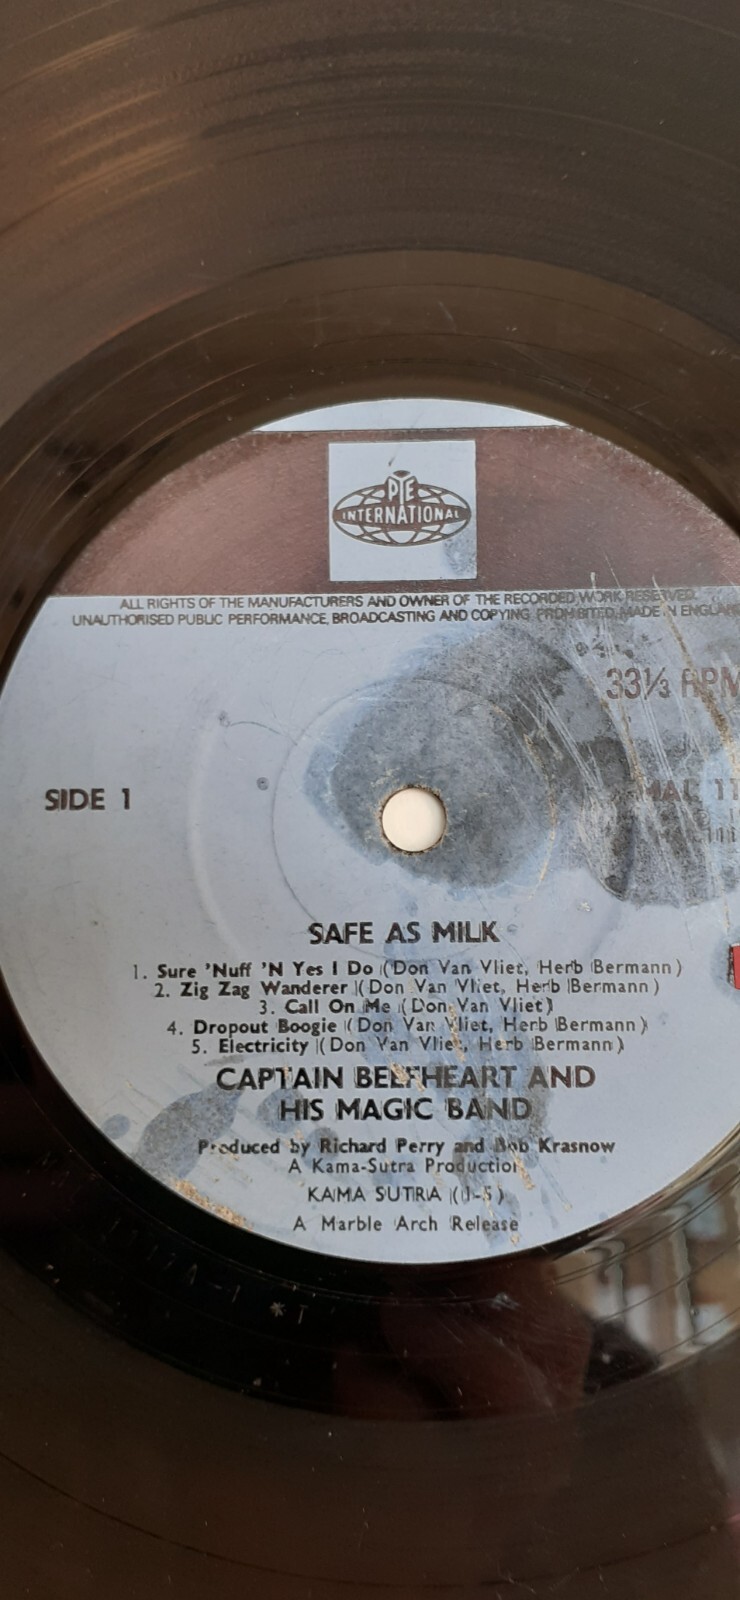 PYE
INTERNATIONAL
ALL RIGHTS OF THE MANUFACTURERS AND OWNER OF THE RECORDED WORK RESERVED.
UNAUTHORISED PUBLIC PERFORMANCE, BROADCASTING AND COPYING PROHIBITED. MADE IN ENGLAND
33⅓ RPM
MAL 11
SIDE 1
SAFE AS MILK
1. Sure 'Nuff 'N Yes I Do (Don Van Vliet, Herb Bermann)
2. Zig Zag Wanderer (Don Van Vliet, Herb Bermann)
3. Call On Me (Don Van Vliet)
4. Dropout Boogie (Don Van Vliet, Herb Bermann)
5. Electricity (Don Van Vliet, Herb Bermann)
CAPTAIN BEEFHEART AND
HIS MAGIC BAND
Produced by Richard Perry and Bob Krasnow
A Kama-Sutra Production
KAMA SUTRA (J-S)
A Marble Arch Release
A-1 *T